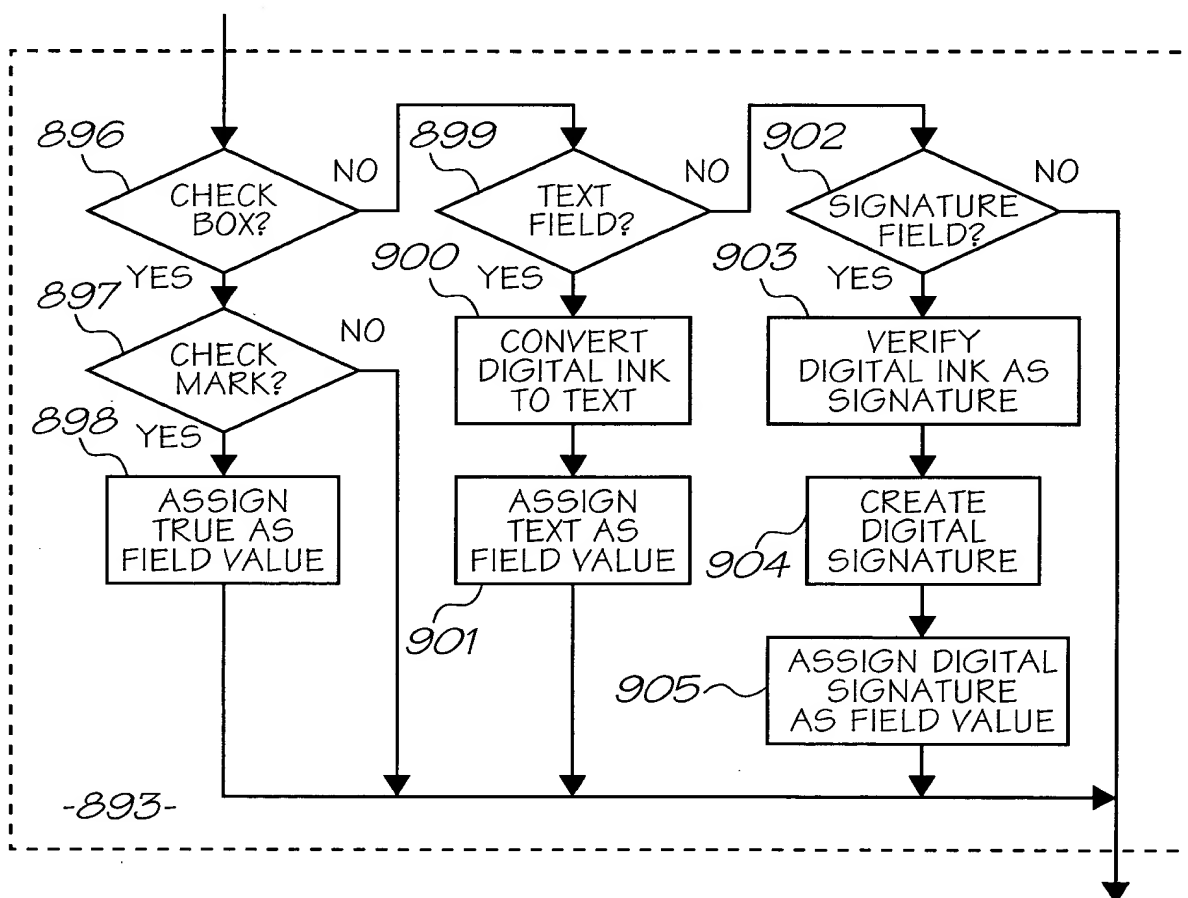 896
CHECK
BOX?
NO
YES
897
CHECK
MARK?
NO
YES
898
ASSIGN
TRUE AS
FIELD VALUE
899
TEXT
FIELD?
NO
YES
900
CONVERT
DIGITAL INK
TO TEXT
ASSIGN
TEXT AS
FIELD VALUE
901
902
SIGNATURE
FIELD?
NO
YES
903
VERIFY
DIGITAL INK AS
SIGNATURE
CREATE
DIGITAL
SIGNATURE
904
ASSIGN DIGITAL
SIGNATURE
AS FIELD VALUE
905
-893-